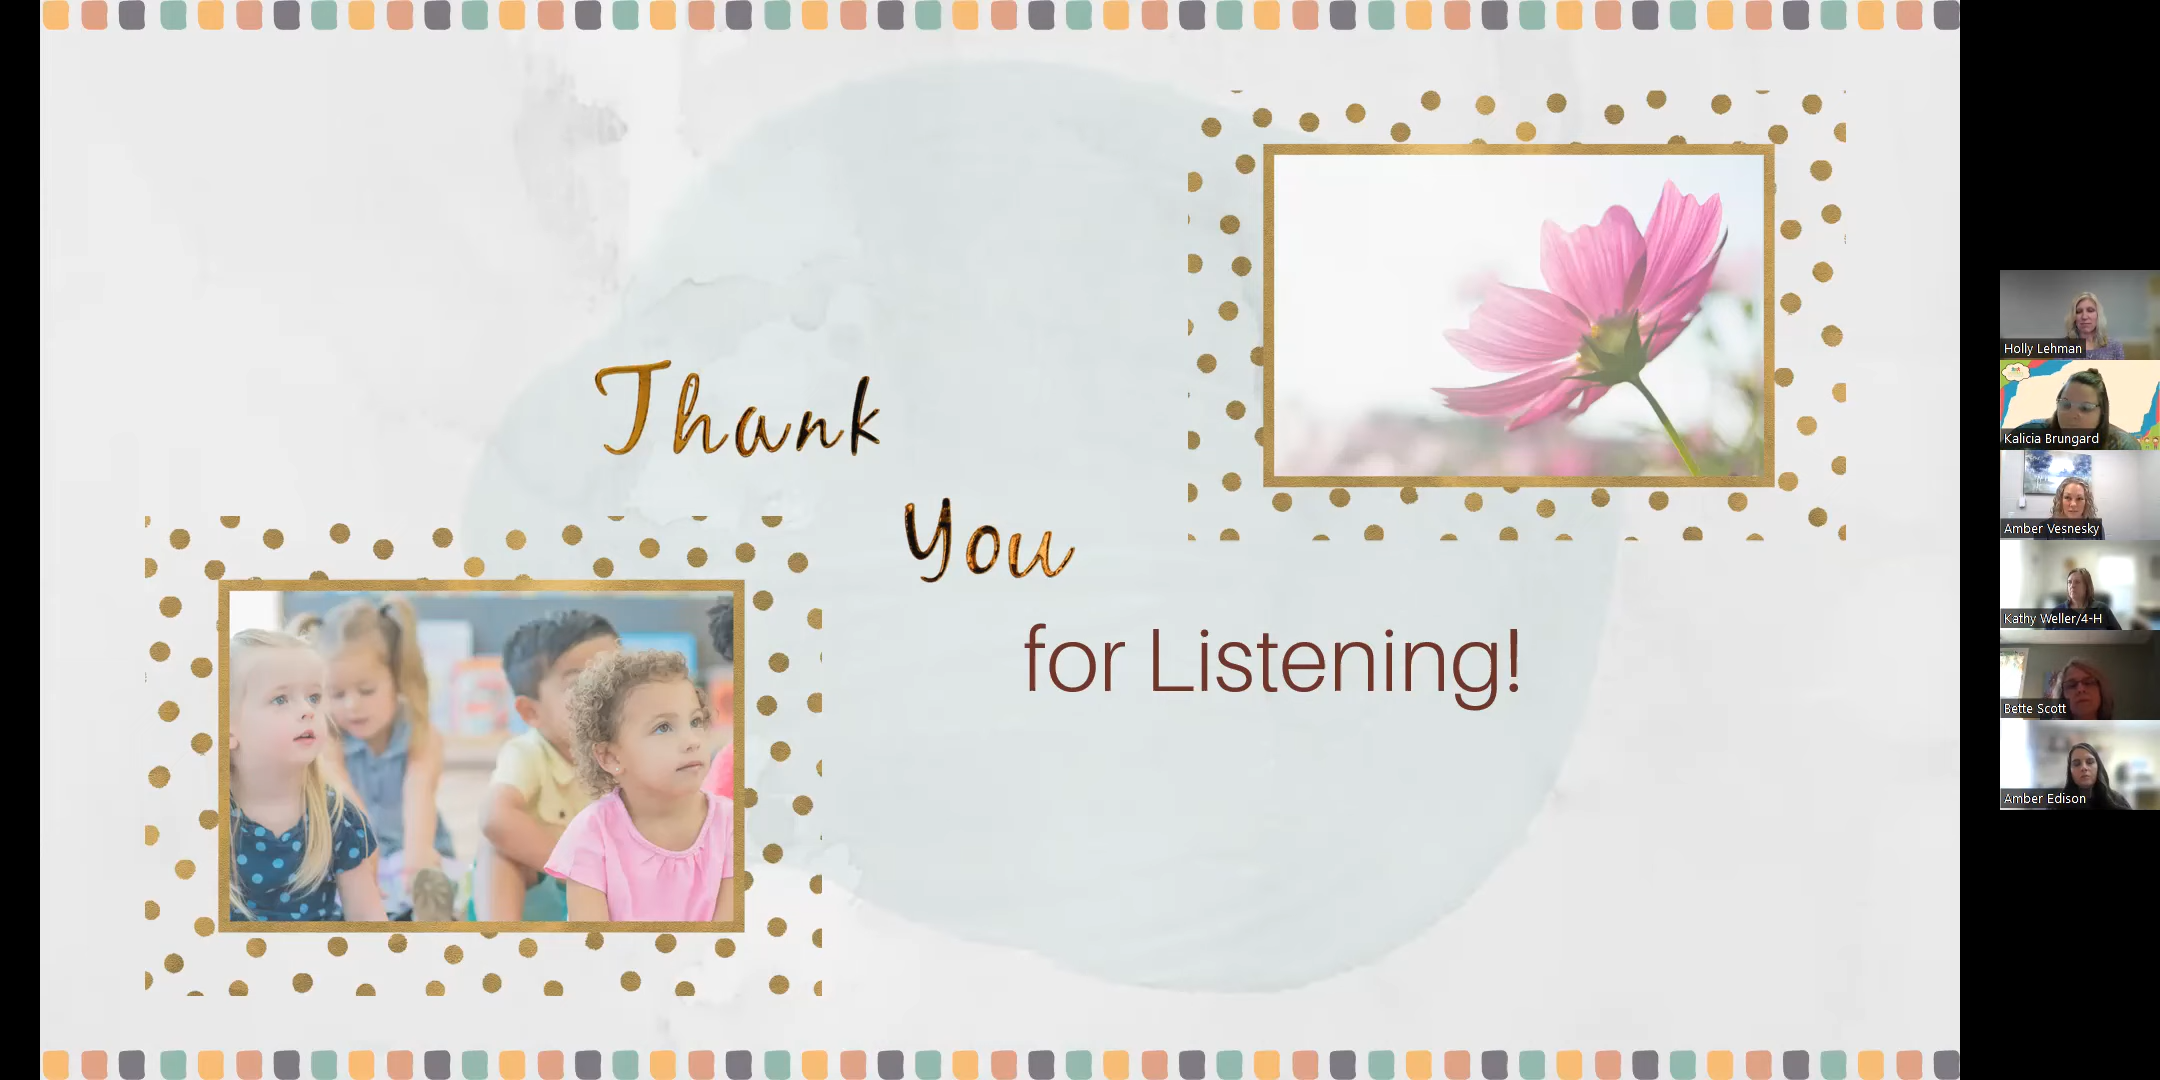 Thank
You
for Listening!
Holly Lehman
Kalicia Brungard
Amber Vesnesky
Kathy Weller/4-H
Bette Scott
Amber Edison